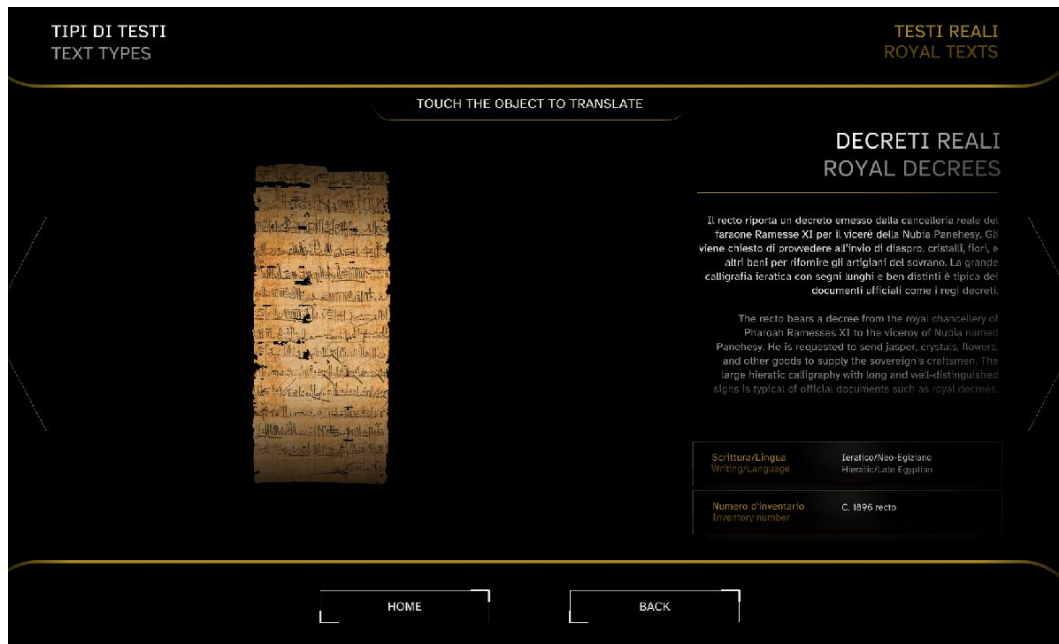 TIPI DI TESTI
TEXT TYPES
TESTI REALI
ROYAL TEXTS
TOUCH THE OBJECT TO TRANSLATE
DECRETI REALI
ROYAL DECREES
Il recto riporta un decreto emesso dalla cancelleria reale del
faraone Ramesse XI per il viceré della Nubia Panehesy. Gli
viene chiesto di provvedere all'invio di diaspro, cristalli, fiori, e
altri beni per rifornire gli artigiani del sovrano. La grande
calligrafia ieratica con segni lunghi e ben distinti è tipica dei
documenti ufficiali come i regi decreti.
The recto bears a decree from the royal chancellery of
Pharoah Ramesses XI to the viceroy of Nubia named
Panehesy. He is requested to send jasper, crystals, flowers,
and other goods to supply the sovereign's craftsmen. The
large hieratic calligraphy with long and well-distinguished
signs is typical of official documents such as royal decrees.
Scrittura/Lingua
Writing/Language
Ieratico/Neo-Egiziano
Hieratic/Late Egyptian
Numero d'inventario
Inventory number
C. 1896 recto
HOME
BACK